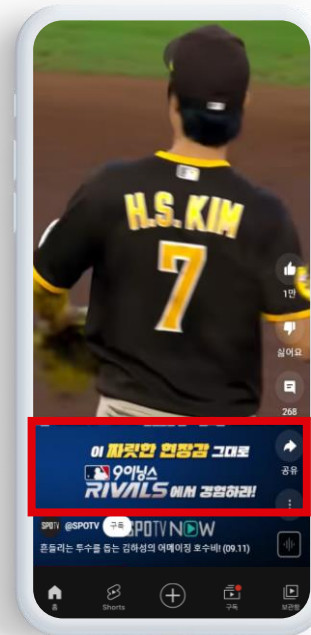 H.S. KIM
7
1만
싫어요
268
이 짜릿한 현장감 그대로
공유
9이닝스
RIVALS 에서 경험하라!
SPOTV @SPOTV 구독 SPOTV NOW
흔들리는 투수를 돕는 김하성의 어메이징 호수비! (09.11)
홈
Shorts
구독
보관함